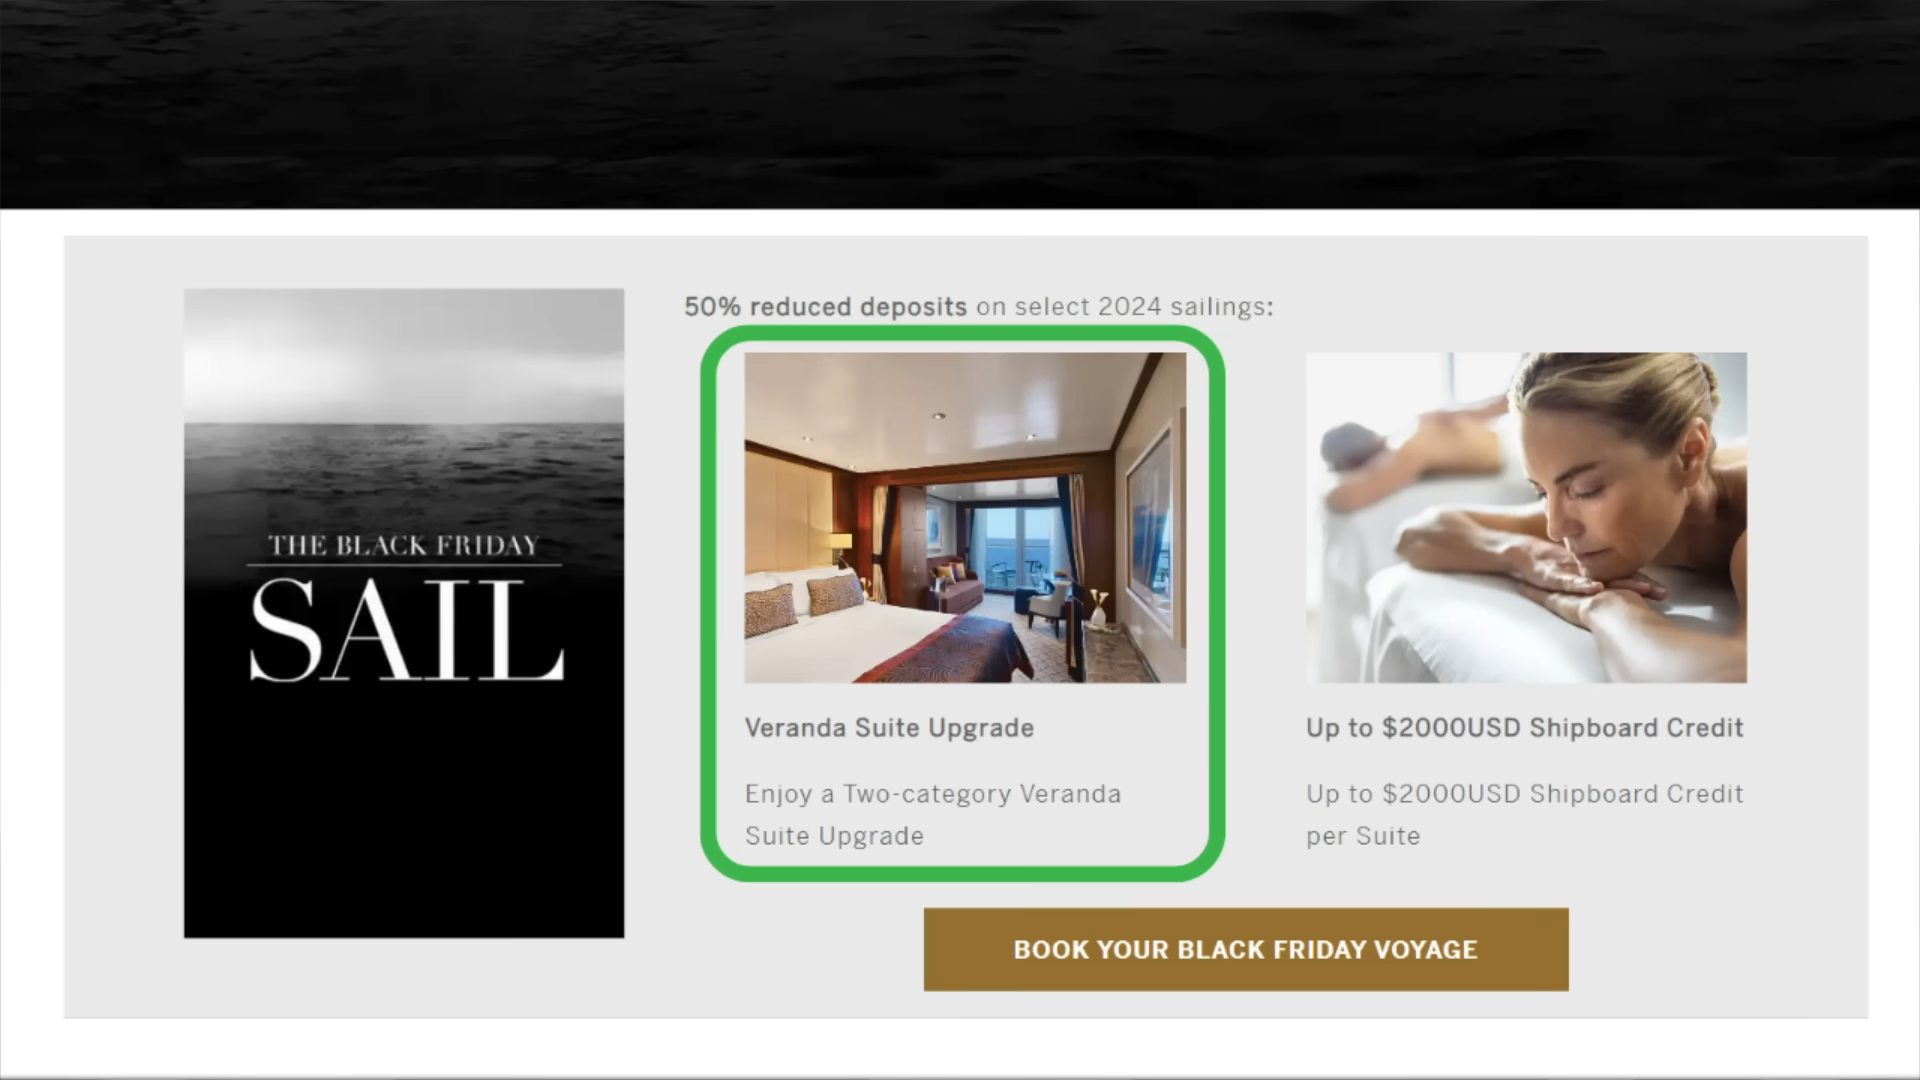 50% reduced deposits on select 2024 sailings:
THE BLACK FRIDAY
SAIL
Veranda Suite Upgrade
Enjoy a Two-category Veranda
Suite Upgrade
Up to $2000USD Shipboard Credit
Up to $2000USD Shipboard Credit
per Suite
BOOK YOUR BLACK FRIDAY VOYAGE